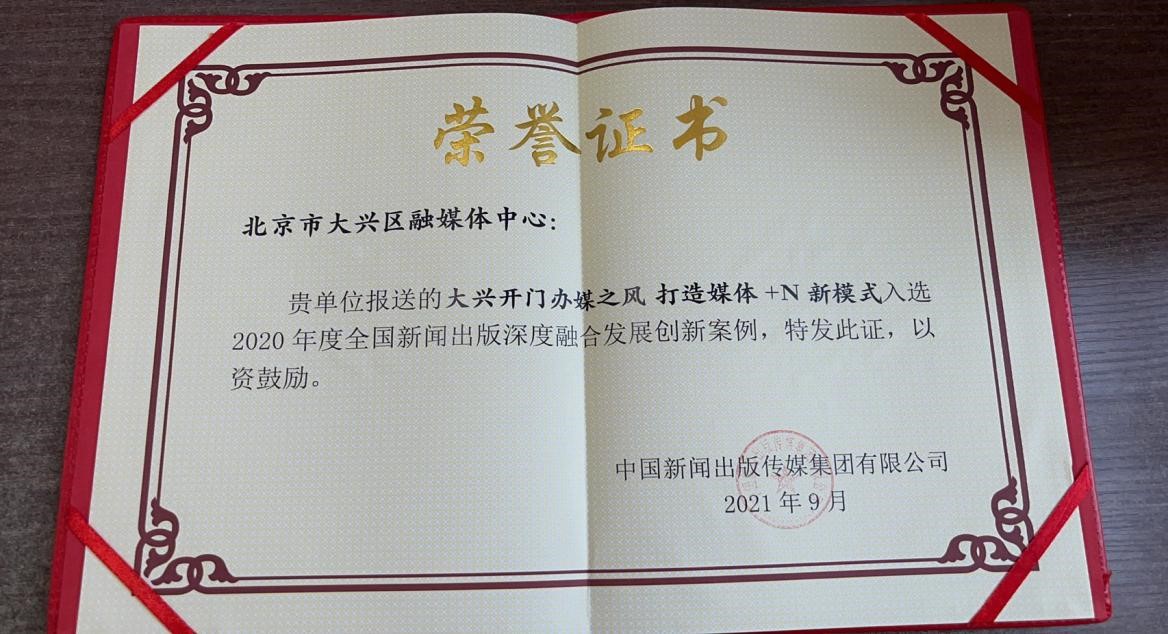 荣誉证书
北京市大兴区融媒体中心：
贵单位报送的大兴开门办媒之风 打造媒体+N 新模式入选
2020 年度全国新闻出版深度融合发展创新案例，特发此证，以
资鼓励。
中国新闻出版传媒集团有限公司
2021 年 9 月